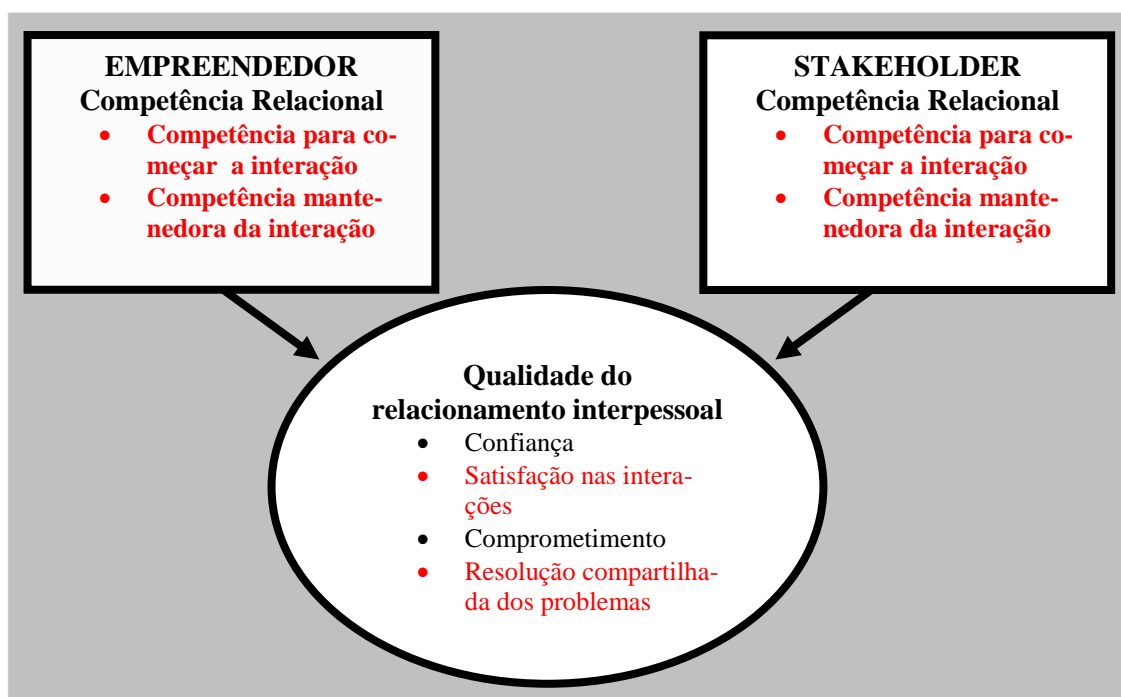 EMPREENDEDOR
Competência Relacional
• Competência para co-
meçar a interação
• Competência mante-
nedora da interação
STAKEHOLDER
Competência Relacional
• Competência para co-
meçar a interação
• Competência mante-
nedora da interação
Qualidade do
relacionamento interpessoal
• Confiança
• Satisfação nas intera-
ções
• Comprometimento
• Resolução compartilha-
da dos problemas